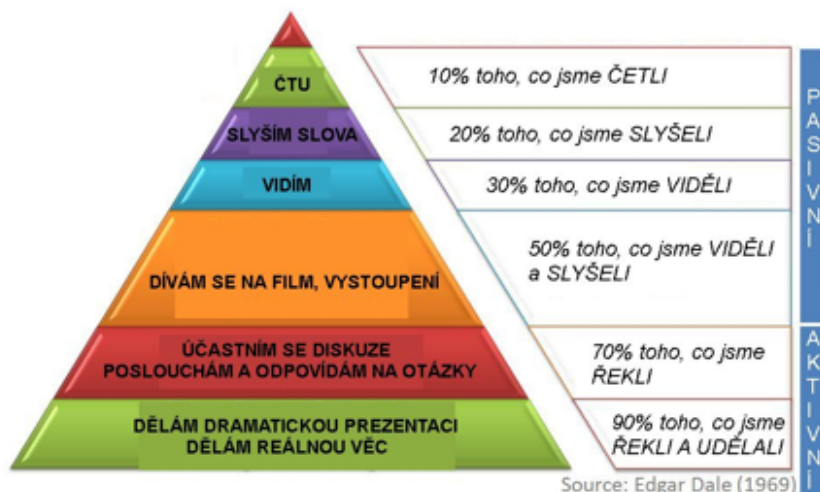 ČTU
10% toho, co jsme ČETLI
SLYŠÍM SLOVA
20% toho, co jsme SLYŠELI
VIDÍM
30% toho, co jsme VIDĚLI
DÍVÁM SE NA FILM, VYSTOUPENÍ
50% toho, co jsme VIDĚLI
a SLYŠELI
PASIVNÍ
ÚČASTNÍM SE DISKUZE
POSLOUCHÁM A ODPOVÍDÁM NA OTÁZKY
70% toho, co jsme
ŘEKLI
DĚLÁM DRAMATICKOU PREZENTACI
DĚLÁM REÁLNOU VĚC
90% toho, co jsme
ŘEKLI A UDĚLALI
AKTIVNÍ
Source: Edgar Dale (1969)